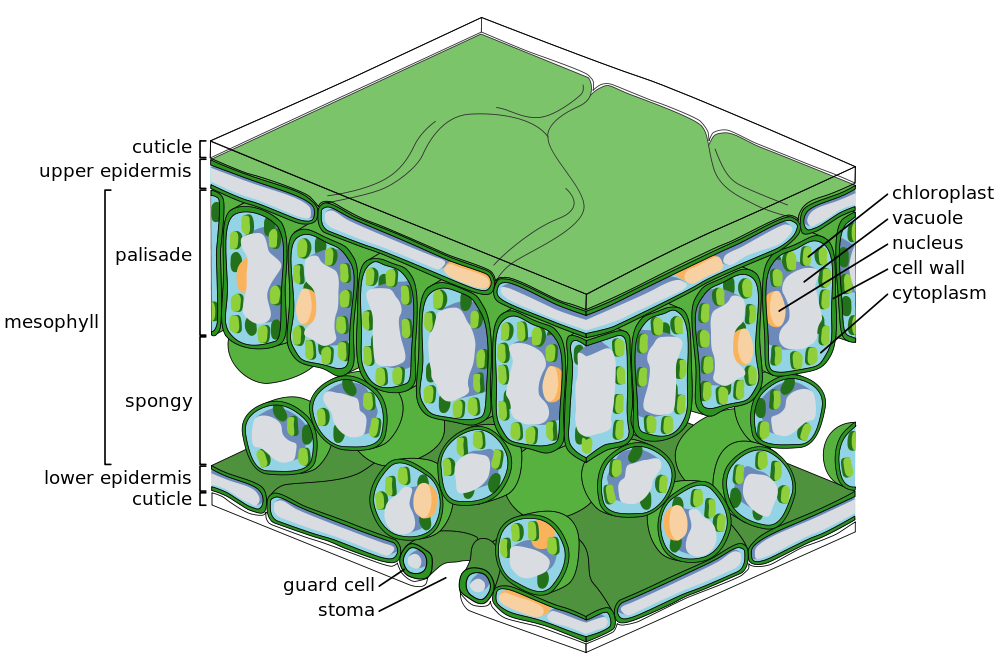 cuticle
upper epidermis
palisade
mesophyll
spongy
lower epidermis
cuticle
guard cell
stoma
chloroplast
vacuole
nucleus
cell wall
cytoplasm